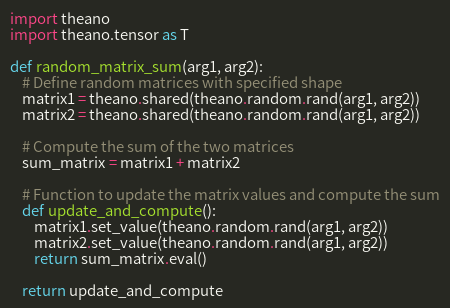 import theano
import theano.tensor as T

def random_matrix_sum(arg1, arg2):
    # Define random matrices with specified shape
    matrix1 = theano.shared(theano.random.rand(arg1, arg2))
    matrix2 = theano.shared(theano.random.rand(arg1, arg2))

    # Compute the sum of the two matrices
    sum_matrix = matrix1 + matrix2

    # Function to update the matrix values and compute the sum
    def update_and_compute():
        matrix1.set_value(theano.random.rand(arg1, arg2))
        matrix2.set_value(theano.random.rand(arg1, arg2))
        return sum_matrix.eval()

    return update_and_compute